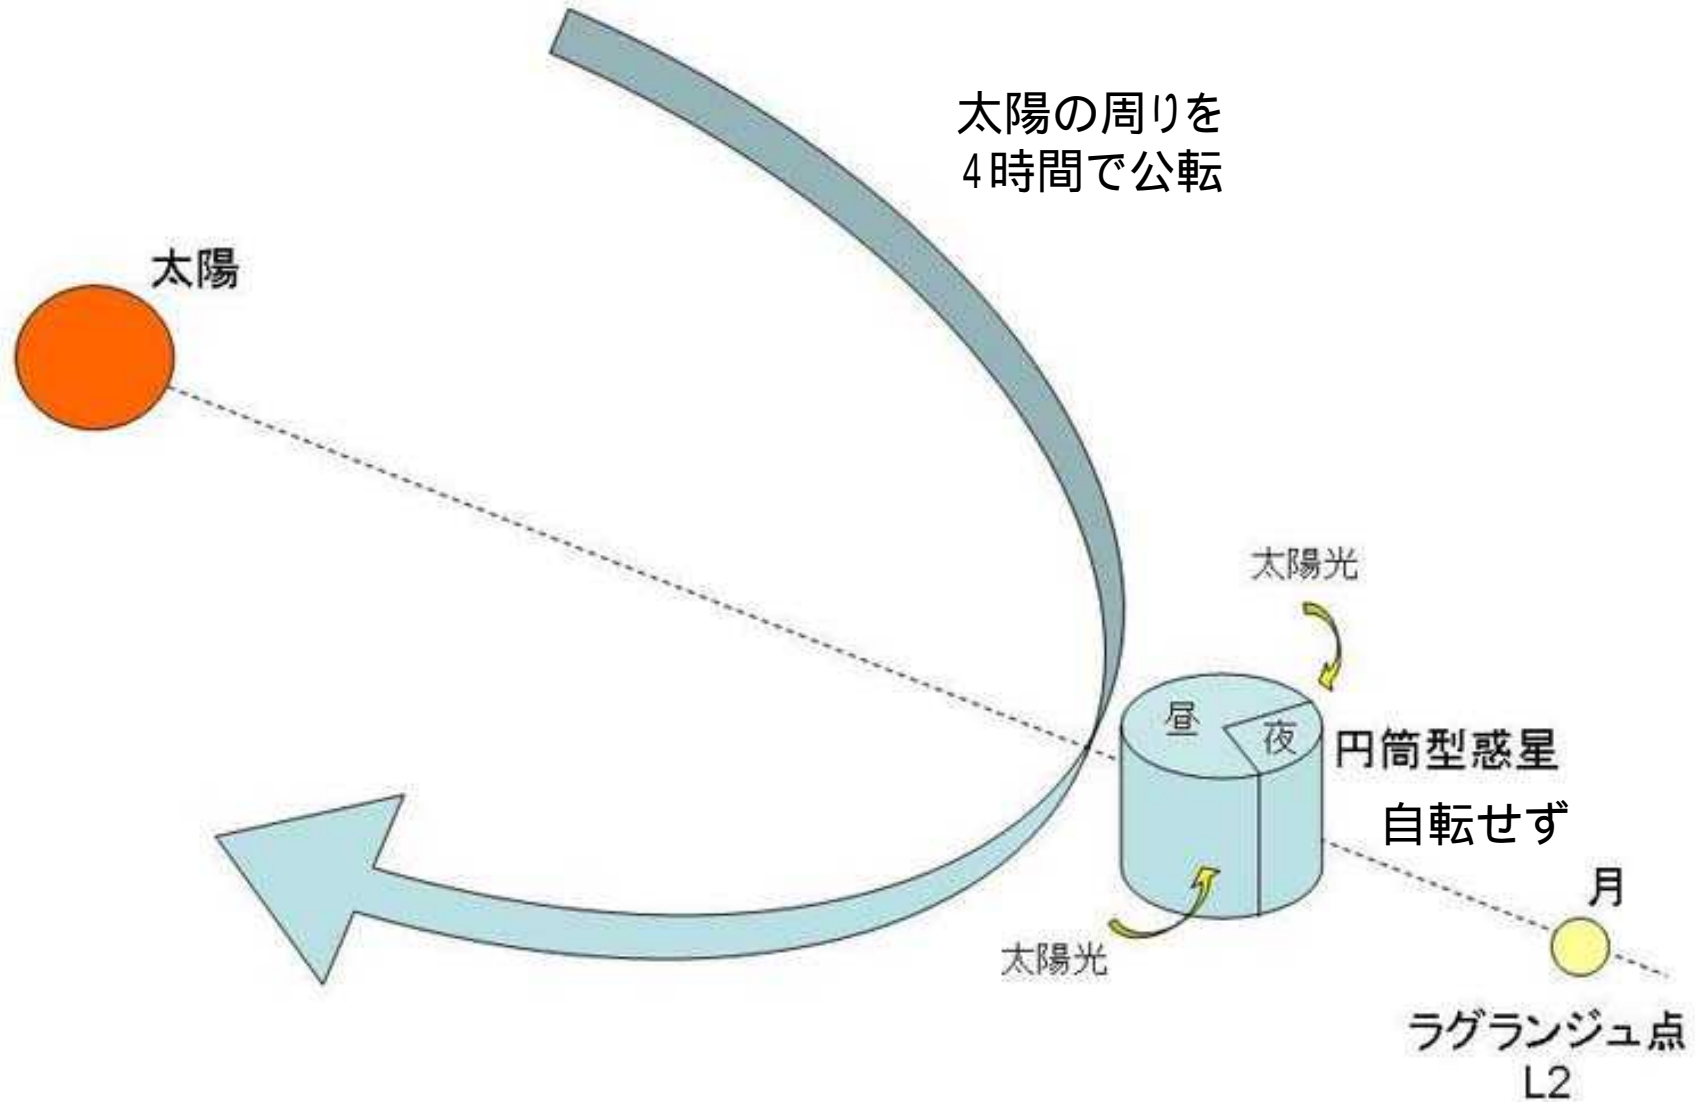 太陽の周りを
4時間で公転
太陽
太陽光
昼
夜
円筒型惑星
自転せず
月
太陽光
ラグランジュ点
L2